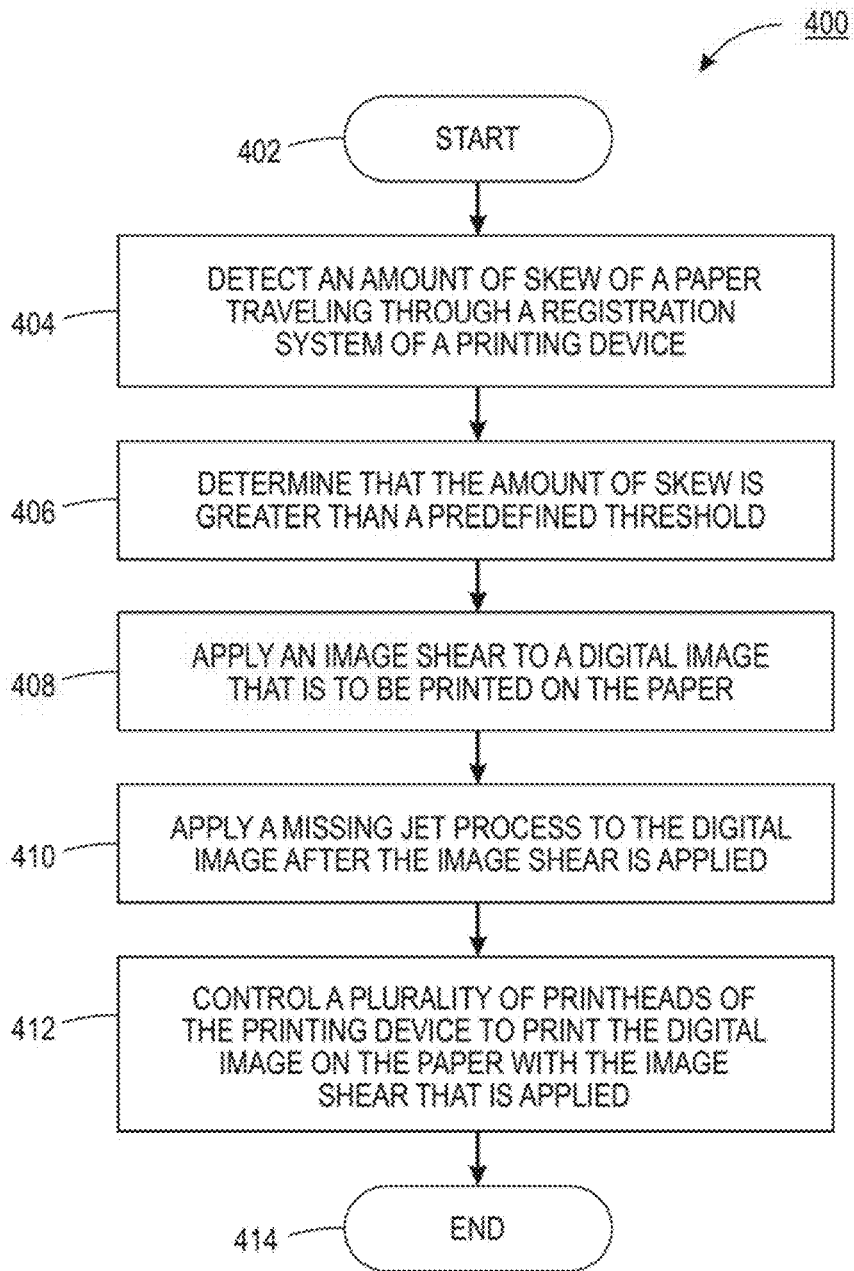 400
402
START
404
DETECT AN AMOUNT OF SKEW OF A PAPER
TRAVELING THROUGH A REGISTRATION
SYSTEM OF A PRINTING DEVICE
406
DETERMINE THAT THE AMOUNT OF SKEW IS
GREATER THAN A PREDEFINED THRESHOLD
408
APPLY AN IMAGE SHEAR TO A DIGITAL IMAGE
THAT IS TO BE PRINTED ON THE PAPER
410
APPLY A MISSING JET PROCESS TO THE DIGITAL
IMAGE AFTER THE IMAGE SHEAR IS APPLIED
412
CONTROL A PLURALITY OF PRINTHEADS OF
THE PRINTING DEVICE TO PRINT THE DIGITAL
IMAGE ON THE PAPER WITH THE IMAGE
SHEAR THAT IS APPLIED
414
END